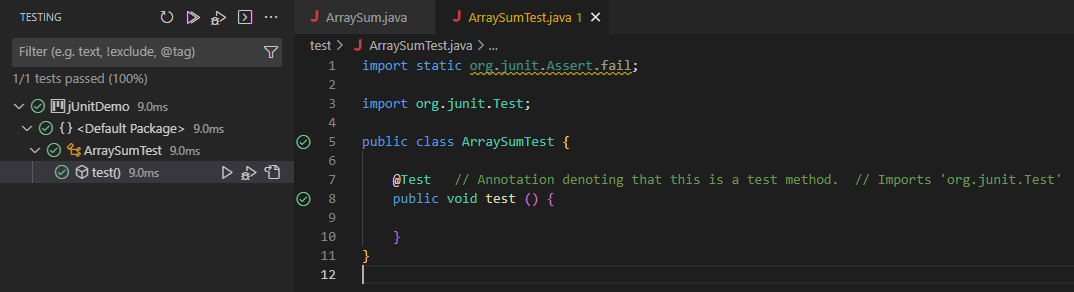 TESTING
Filter (e.g. text, !exclude, @tag)
1/1 tests passed (100%)
jUnitDemo 9.0ms
{ } <Default Package> 9.0ms
ArraySumTest 9.0ms
test() 9.0ms
J ArraySum.java
J ArraySumTest.java 1
test > J ArraySumTest.java > ...
1 import static org.junit.Assert.fail;
2
3 import org.junit.Test;
4
5 public class ArraySumTest {
6
7 @Test // Annotation denoting that this is a test method. // Imports 'org.junit.Test'
8 public void test () {
9
10 }
11 }
12